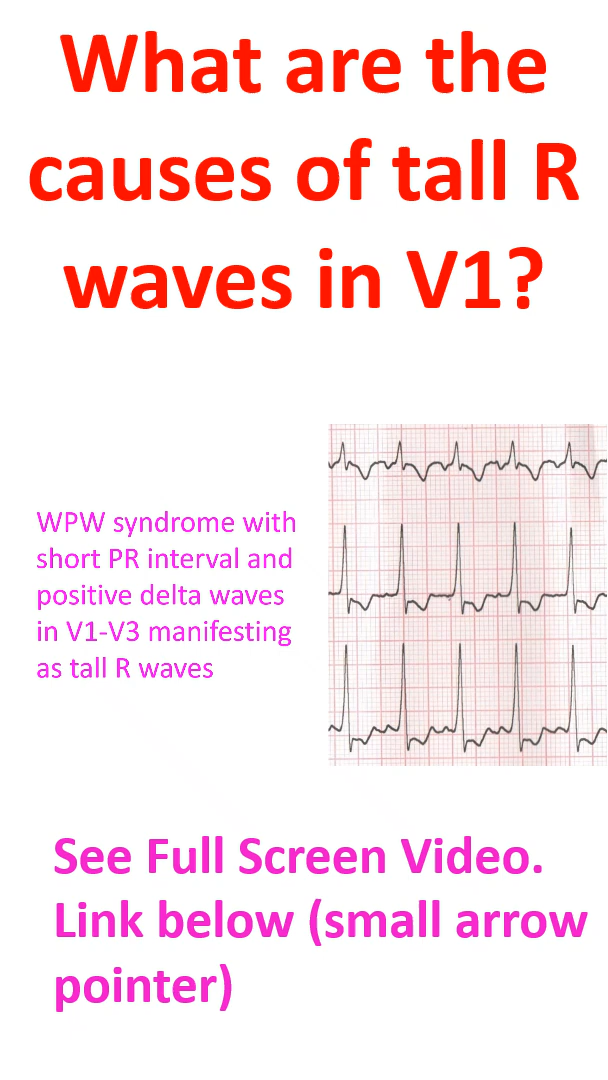 What are the
causes of tall R
waves in V1?
WPW syndrome with
short PR interval and
positive delta waves
in V1-V3 manifesting
as tall R waves
See Full Screen Video.
Link below (small arrow
pointer)